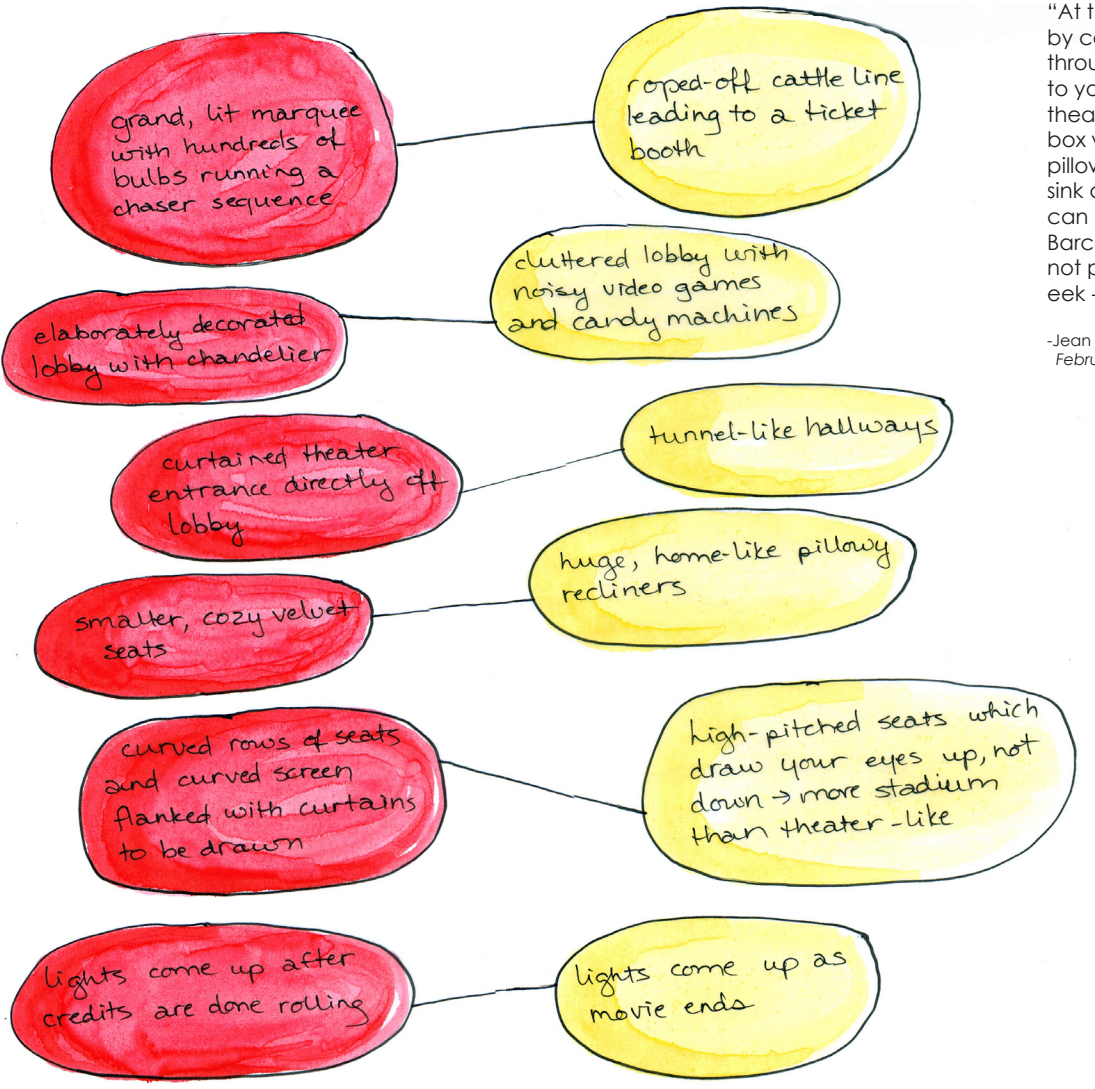 grand, lit marquee
with hundreds of
bulbs running a
chaser sequence
roped-off cattle line
leading to a ticket
booth
elaborately decorated
lobby with chandelier
cluttered lobby with
noisy video games
and candy machines
curtained theater
entrance directly off
lobby
tunnel-like hallways
smaller, cozy velvet
seats
huge, home-like pillowy
recliners
curved rows of seats
and curved screen
flanked with curtains
to be drawn
high-pitched seats which
draw your eyes up, not
down → more stadium
than theater-like
lights come up after
credits are done rolling
lights come up as
movie ends
"At t
by c
throu
to yo
thea
box
pillov
sink
can
Barc
not p
eek -
-Jean
Febru